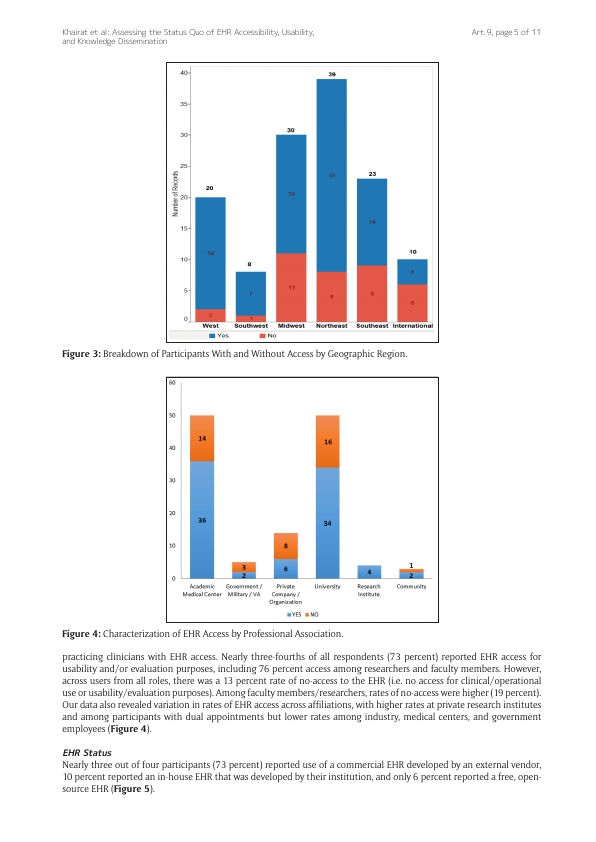 Khairat et al: Assessing the Status Quo of EHR Accessibility, Usability,
and Knowledge Dissemination
Art. 9, page 5 of 11
40
35
30
25
20
15
10
5
0
Number of Records
20
18
2
8
7
1
30
19
11
39
31
8
23
14
9
10
4
6
West Southwest Midwest Northeast Southeast International
Yes No
Figure 3: Breakdown of Participants With and Without Access by Geographic Region.
60
50
40
30
20
10
0
14
36
3
2
8
6
16
34
4
1
2
Academic Medical Center
Government / Military / VA
Private Company / Organization
University
Research Institute
Community
YES NO
Figure 4: Characterization of EHR Access by Professional Association.
practicing clinicians with EHR access. Nearly three-fourths of all respondents (73 percent) reported EHR access for
usability and/or evaluation purposes, including 76 percent access among researchers and faculty members. However,
across users from all roles, there was a 13 percent rate of no-access to the EHR (i.e. no access for clinical/operational
use or usability/evaluation purposes). Among faculty members/researchers, rates of no-access were higher (19 percent).
Our data also revealed variation in rates of EHR access across affiliations, with higher rates at private research institutes
and among participants with dual appointments but lower rates among industry, medical centers, and government
employees (Figure 4).
EHR Status
Nearly three out of four participants (73 percent) reported use of a commercial EHR developed by an external vendor,
10 percent reported an in-house EHR that was developed by their institution, and only 6 percent reported a free, open-
source EHR (Figure 5).